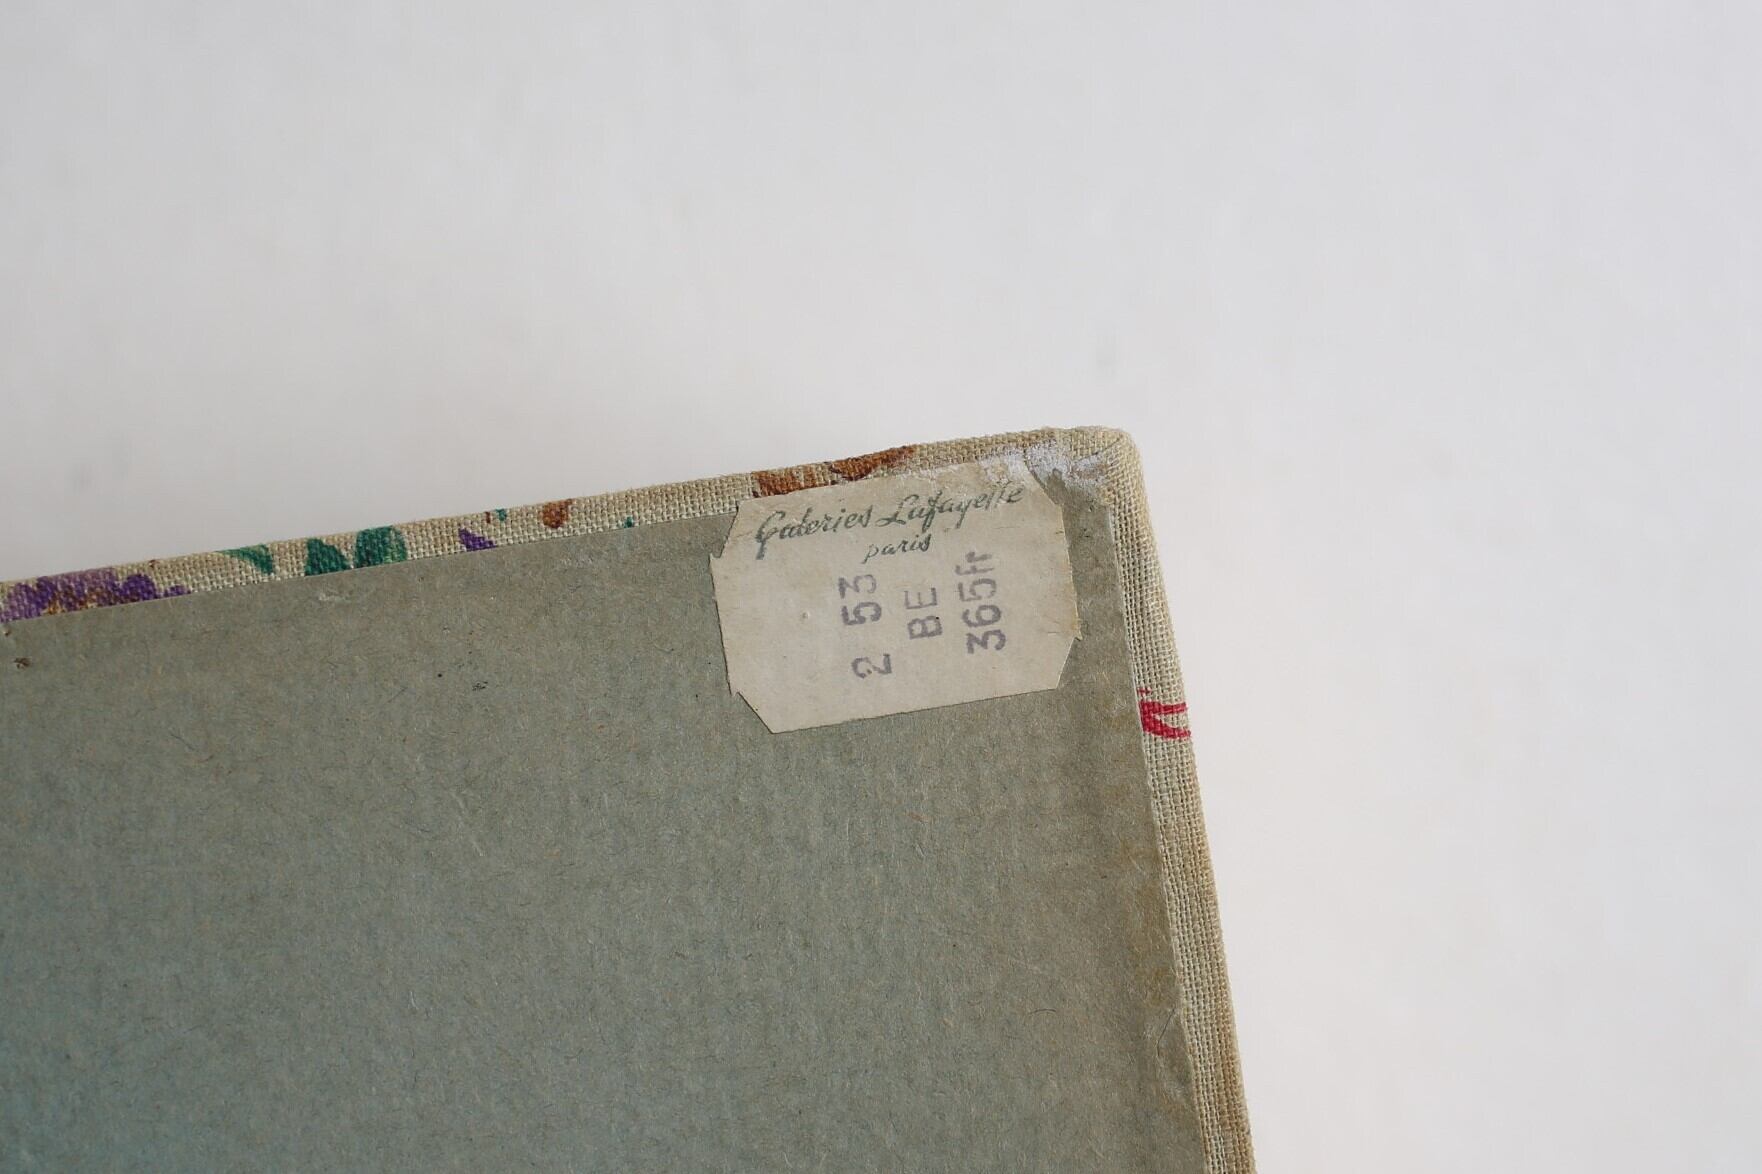 Galeries Lafayette
paris
2 53
BE
365fr